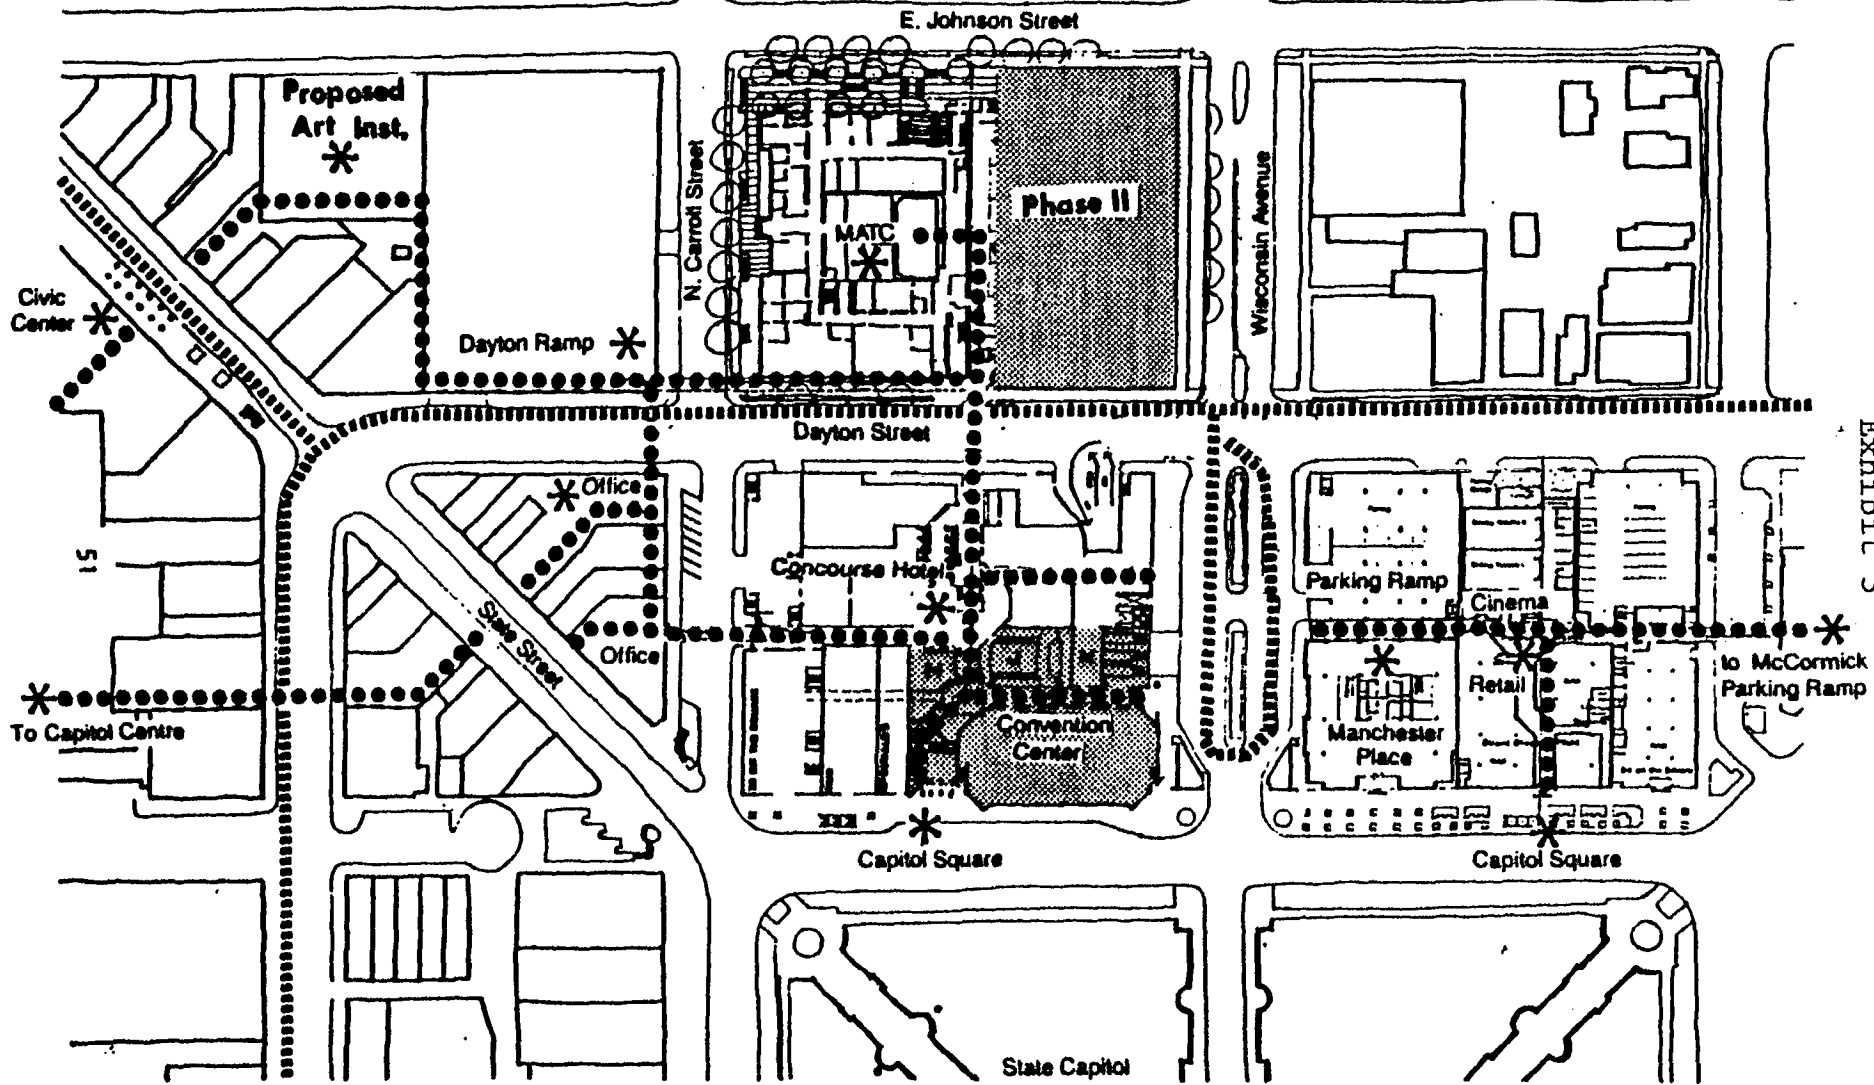 E. Johnson Street
Proposed
Art Inst.
N. Carroll Street
MATC
Phase II
Wisconsin Avenue
Civic
Center
Dayton Ramp
Dayton Street
Office
51
Concourse Hotel
Parking Ramp
Cinema
State Street
Office
to McCormick
Parking Ramp
Retail
To Capitol Centre
Convention
Center
Manchester
Place
Capitol Square
Capitol Square
State Capitol